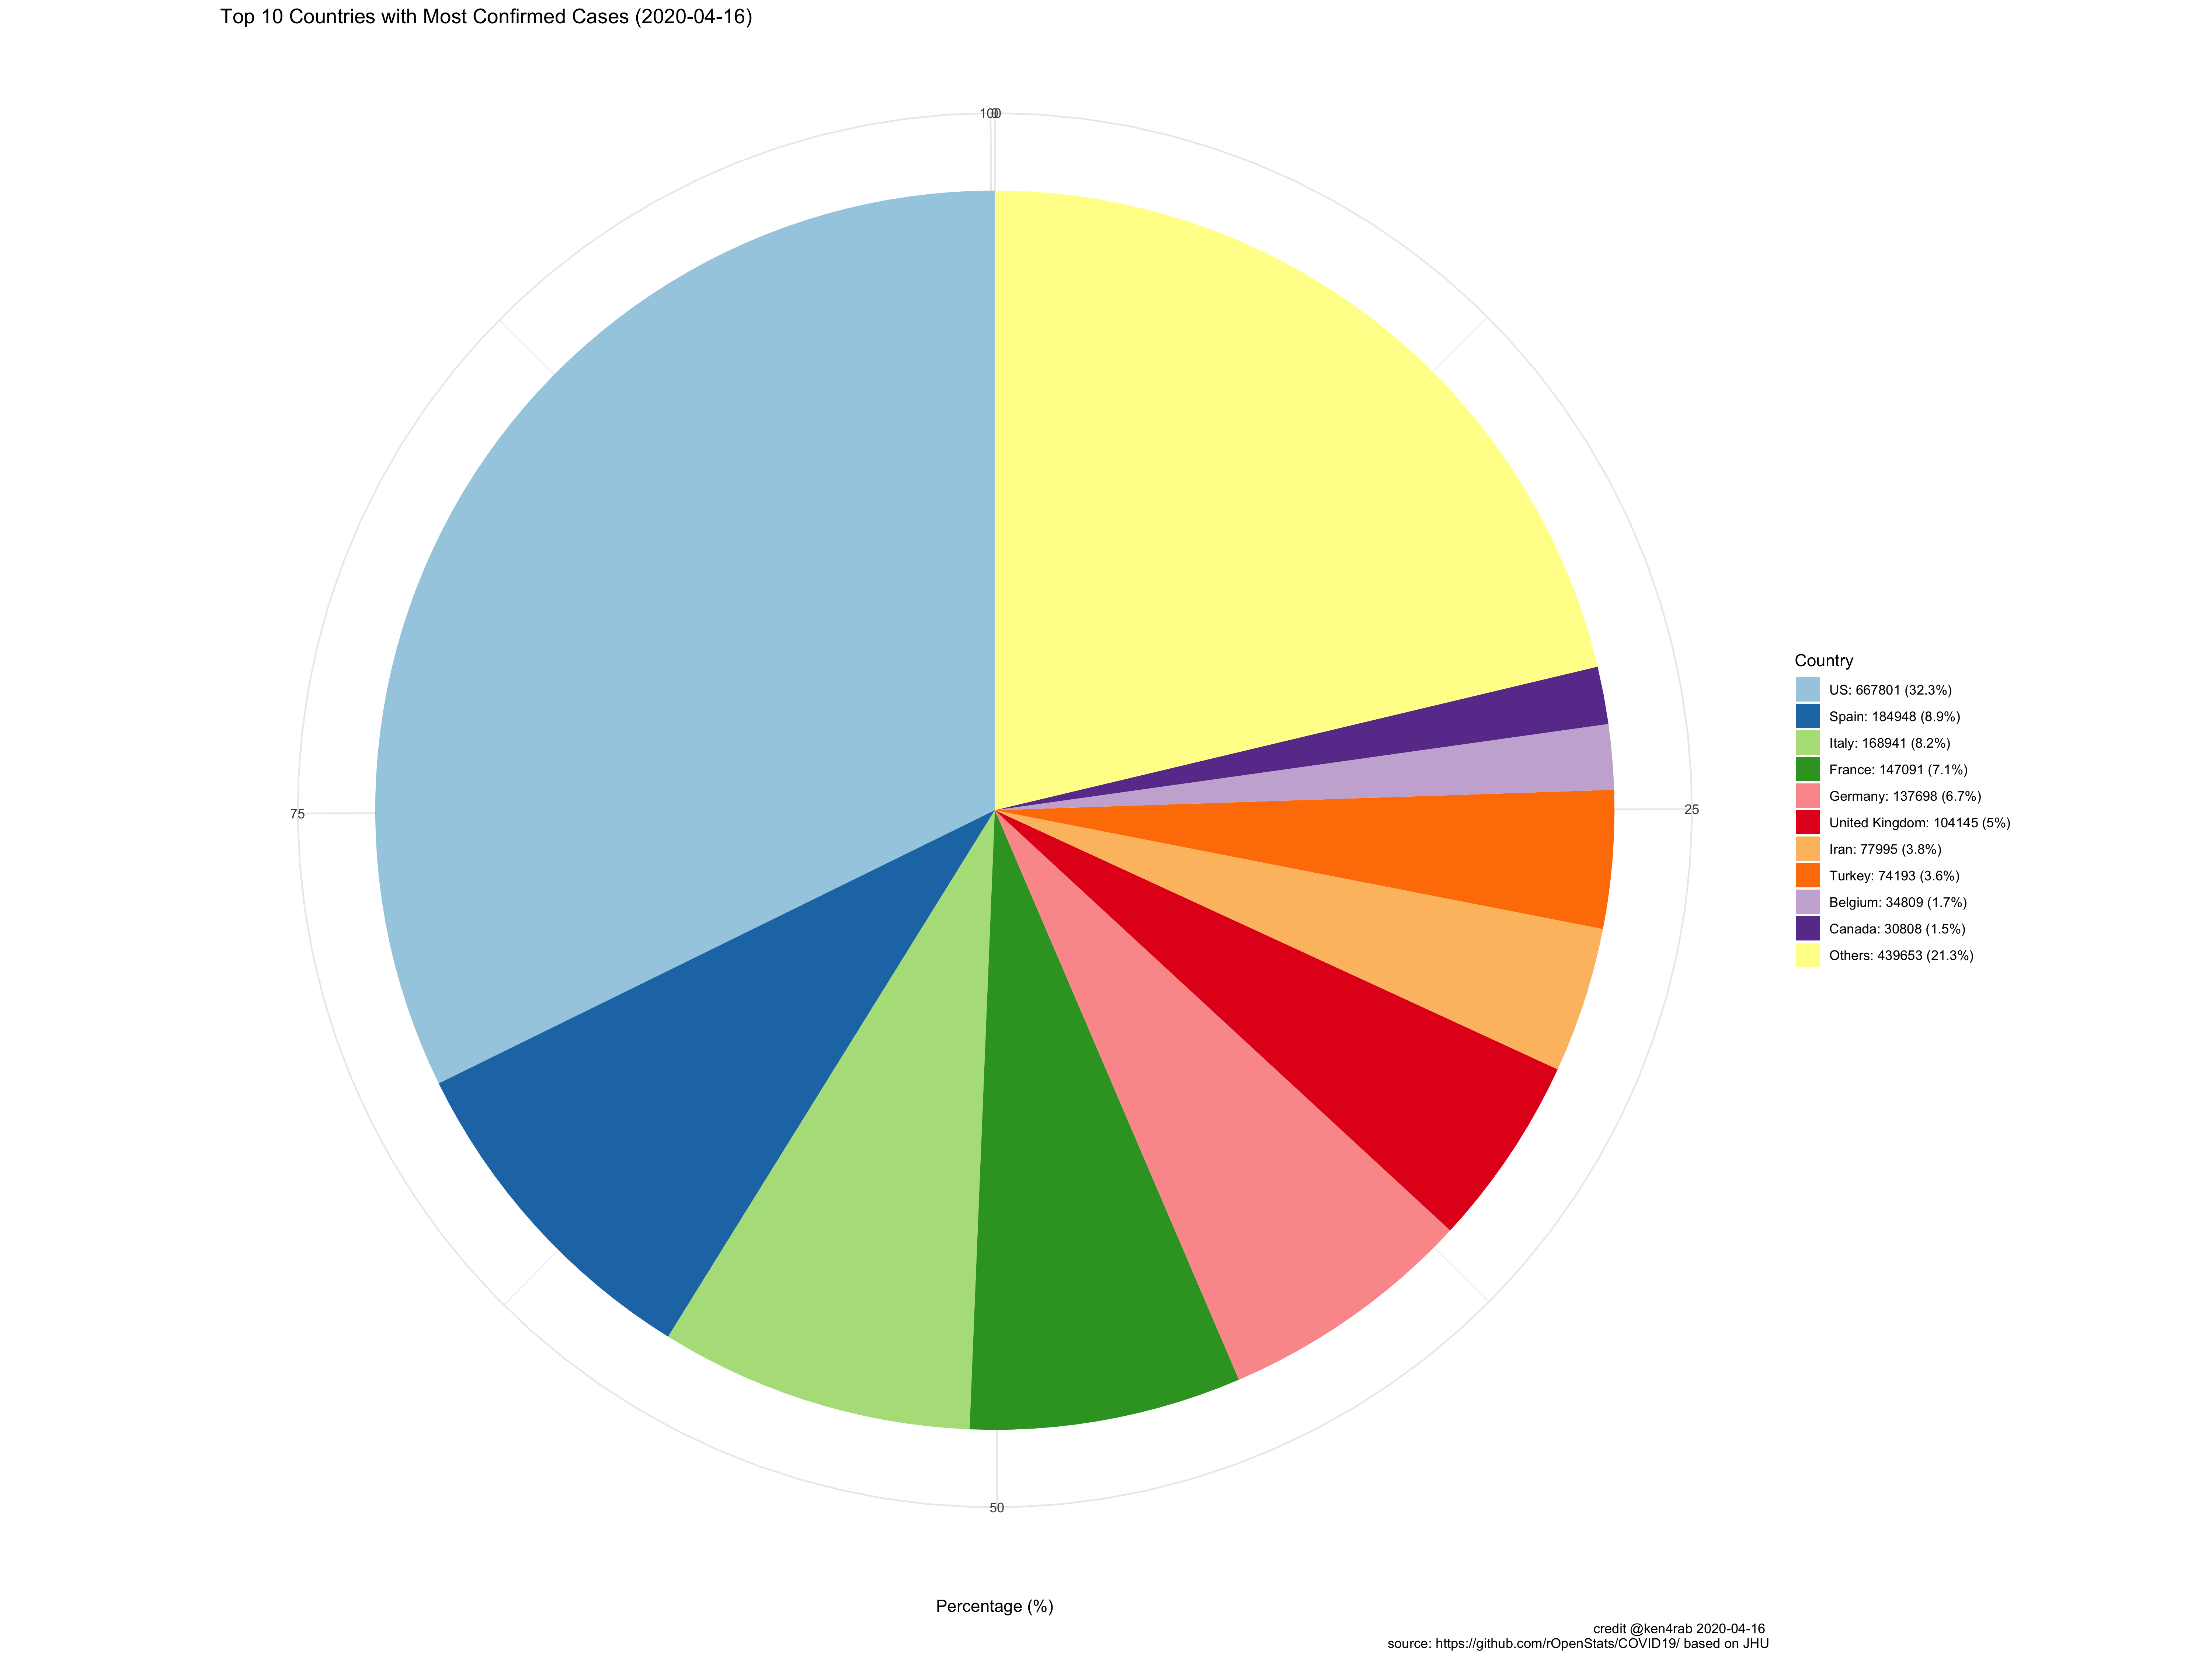 Top 10 Countries with Most Confirmed Cases (2020-04-16)
100
0
75
25
50
Country
US: 667801 (32.3%)
Spain: 184948 (8.9%)
Italy: 168941 (8.2%)
France: 147091 (7.1%)
Germany: 137698 (6.7%)
United Kingdom: 104145 (5%)
Iran: 77995 (3.8%)
Turkey: 74193 (3.6%)
Belgium: 34809 (1.7%)
Canada: 30808 (1.5%)
Others: 439653 (21.3%)
Percentage (%)
credit @ken4rab 2020-04-16
source: https://github.com/rOpenStats/COVID19/ based on JHU